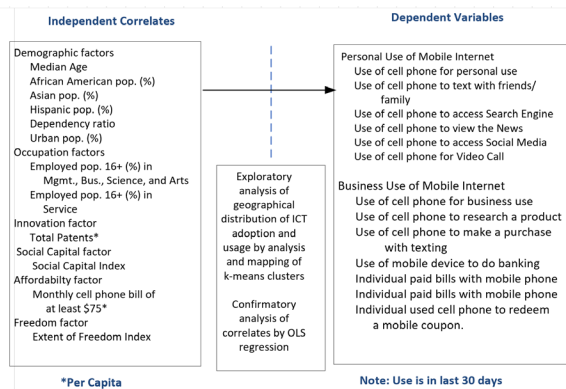 Independent Correlates
Demographic factors
Median Age
African American pop. (%)
Asian pop. (%)
Hispanic pop. (%)
Dependency ratio
Urban pop. (%)
Occupation factors
Employed pop. 16+ (%) in
Mgmt., Bus., Science, and Arts
Employed pop. 16+ (%) in
Service
Innovation factor
Total Patents*
Social Capital factor
Social Capital Index
Affordabilty factor
Monthly cell phone bill of
at least $75*
Freedom factor
Extent of Freedom Index
*Per Capita
Exploratory
analysis of
geographical
distribution of ICT
adoption and
usage by analysis
and mapping of
k-means clusters
Confirmatory
analysis of
correlates by OLS
regression
Dependent Variables
Personal Use of Mobile Internet
Use of cell phone for personal use
Use of cell phone to text with friends/
family
Use of cell phone to access Search Engine
Use of cell phone to view the News
Use of cell phone to access Social Media
Use of cell phone for Video Call
Business Use of Mobile Internet
Use of cell phone for business use
Use of cell phone to research a product
Use of cell phone to make a purchase
with texting
Use of mobile device to do banking
Individual paid bills with mobile phone
Individual paid bills with mobile phone
Individual used cell phone to redeem
a mobile coupon.
Note: Use is in last 30 days